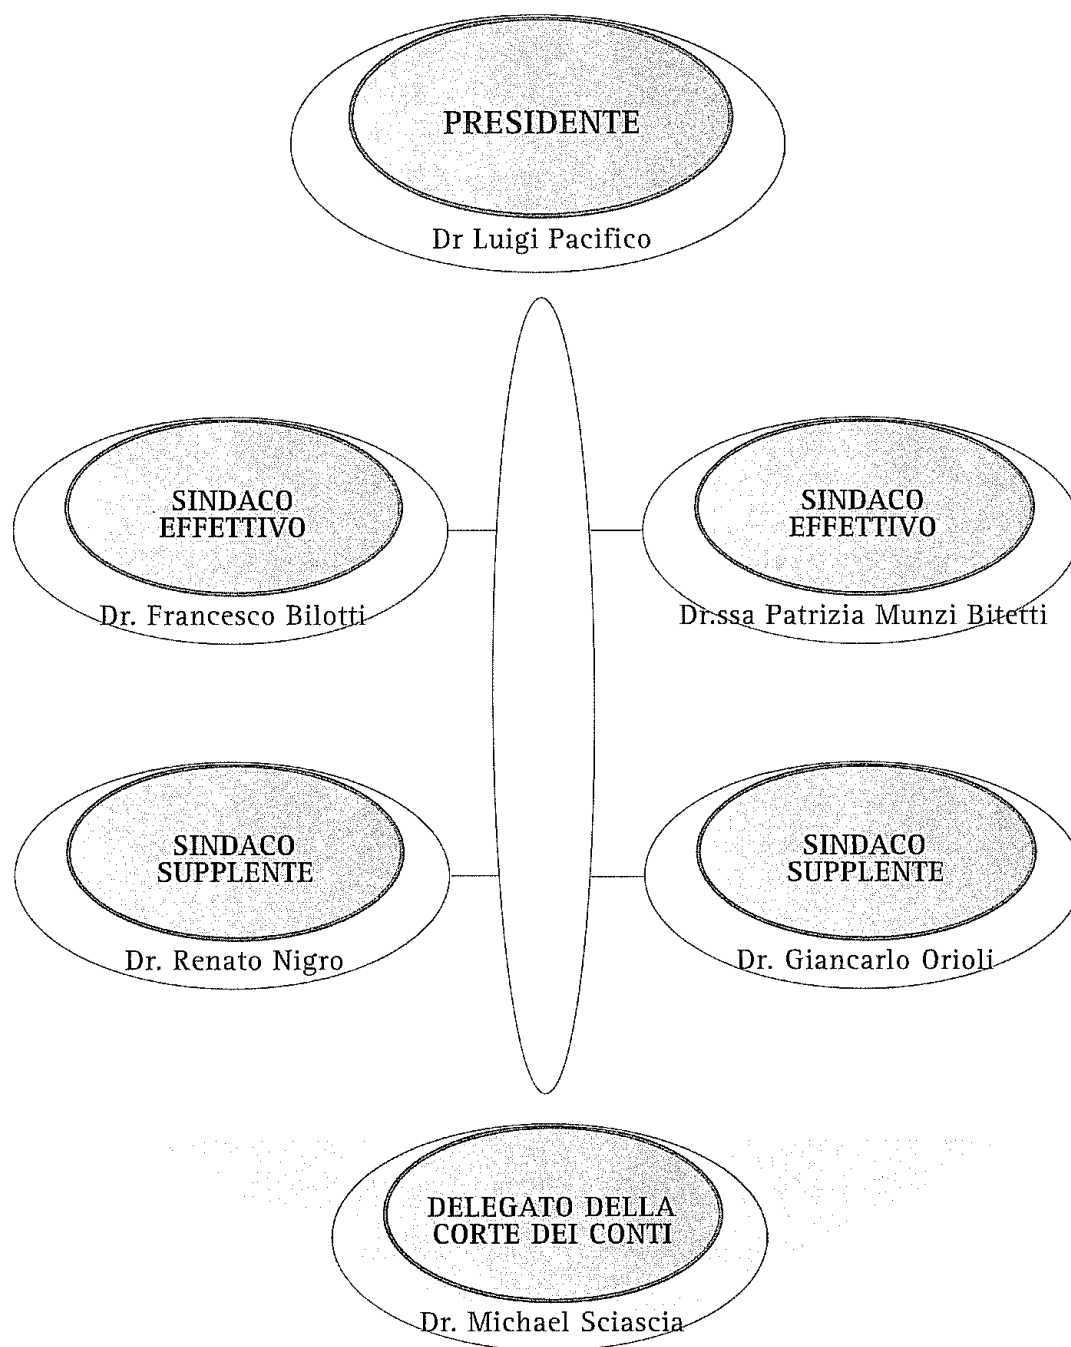 PRESIDENTE
Dr Luigi Pacifico
SINDACO
EFFETTIVO
Dr. Francesco Bilotti
SINDACO
EFFETTIVO
Dr.ssa Patrizia Munzi Bitetti
SINDACO
SUPPLENTE
Dr. Renato Nigro
SINDACO
SUPPLENTE
Dr. Giancarlo Orioli
DELEGATO DELLA
CORTE DEI CONTI
Dr. Michael Sciascia